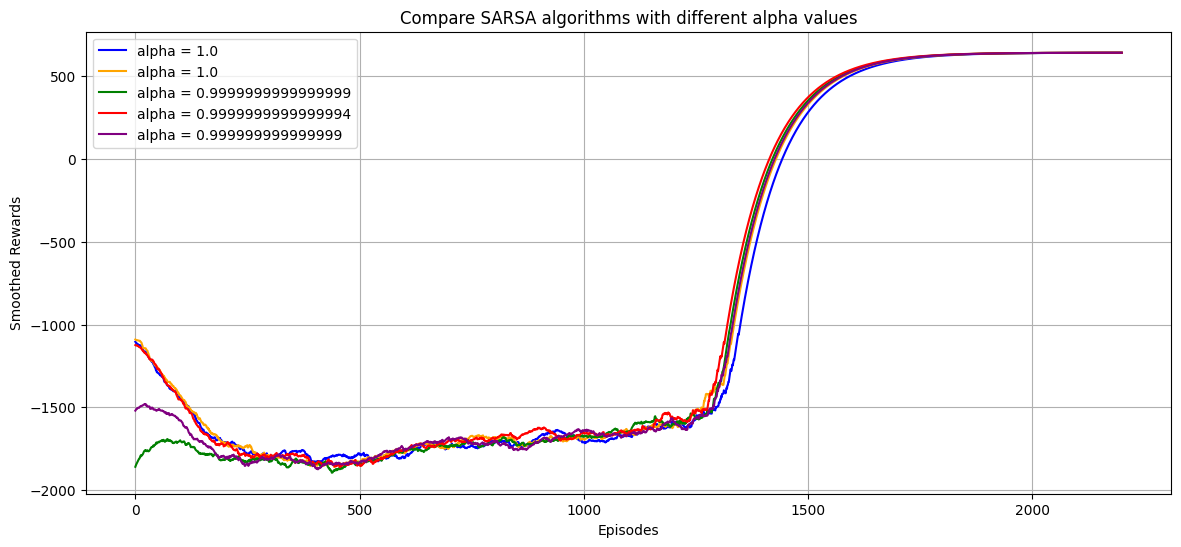 Compare SARSA algorithms with different alpha values
alpha = 1.0
alpha = 1.0
alpha = 0.9999999999999999
alpha = 0.9999999999999994
alpha = 0.999999999999999
500
0
−500
−1000
−1500
−2000
Smoothed Rewards
0
500
1000
1500
2000
Episodes